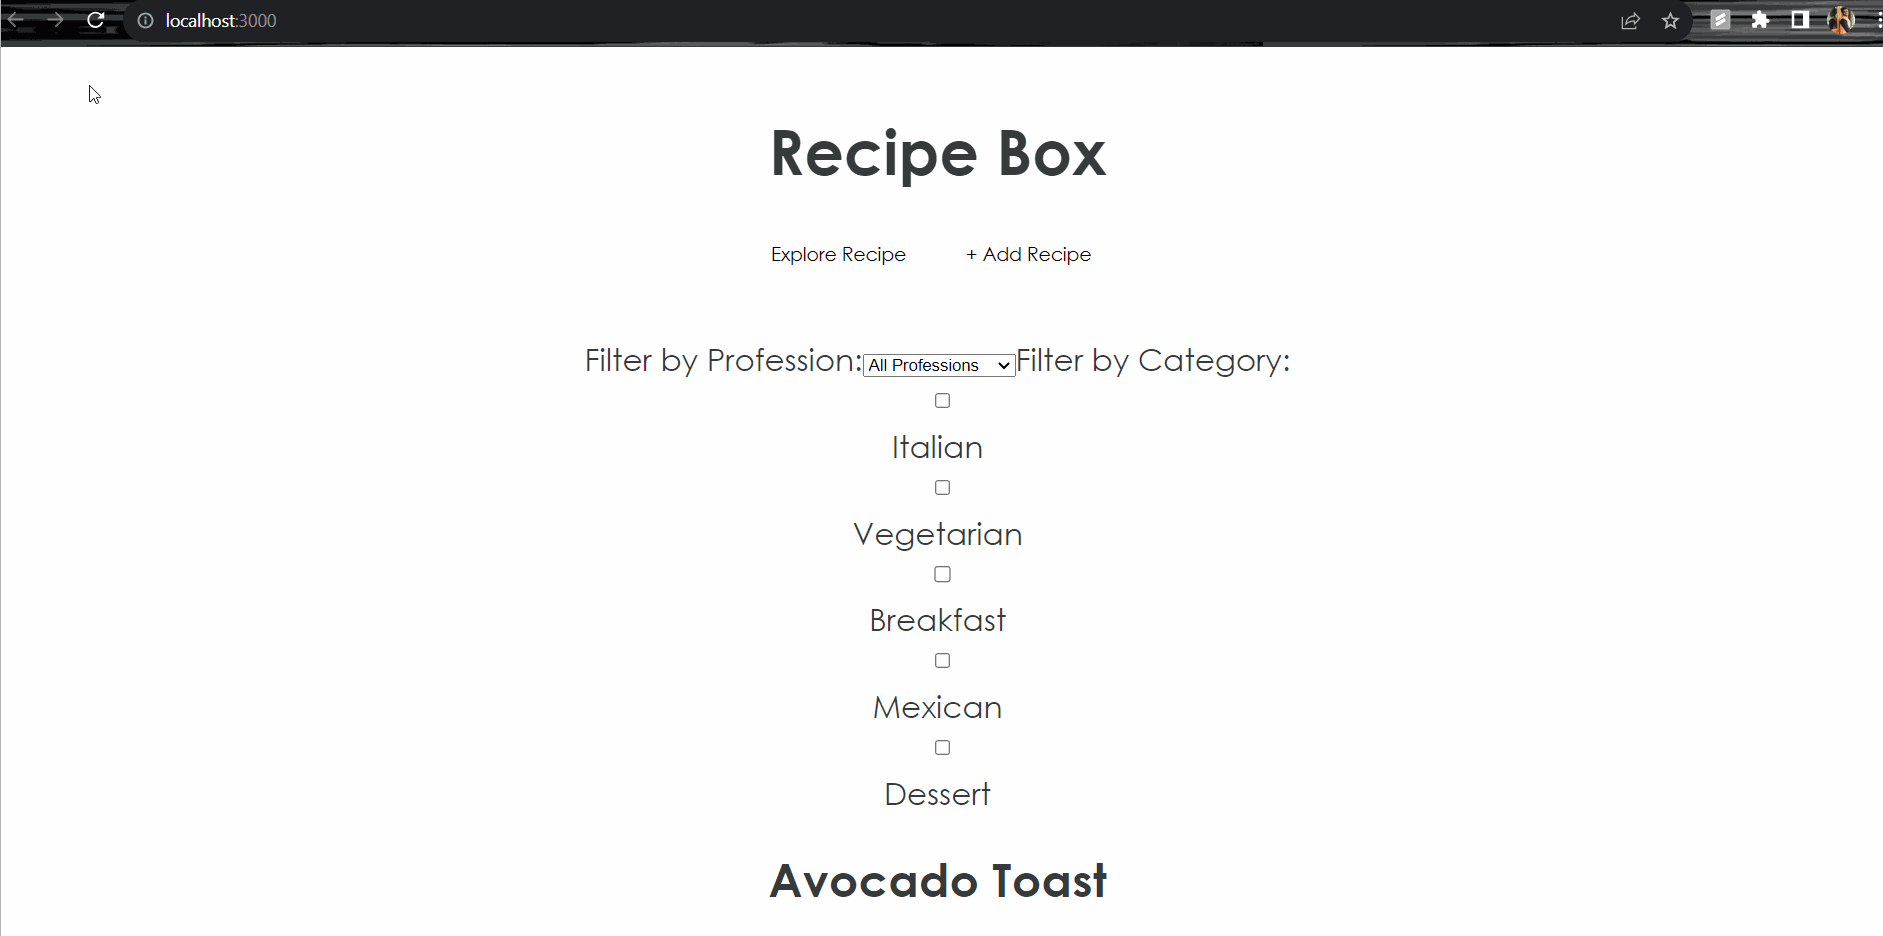 localhost:3000
Recipe Box
Explore Recipe + Add Recipe
Filter by Profession: All Professions Filter by Category:
Italian
Vegetarian
Breakfast
Mexican
Dessert
Avocado Toast